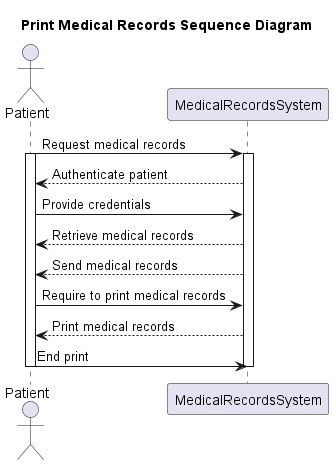 Print Medical Records Sequence Diagram
Patient
MedicalRecordsSystem
Request medical records
Authenticate patient
Provide credentials
Retrieve medical records
Send medical records
Require to print medical records
Print medical records
End print
Patient
MedicalRecordsSystem